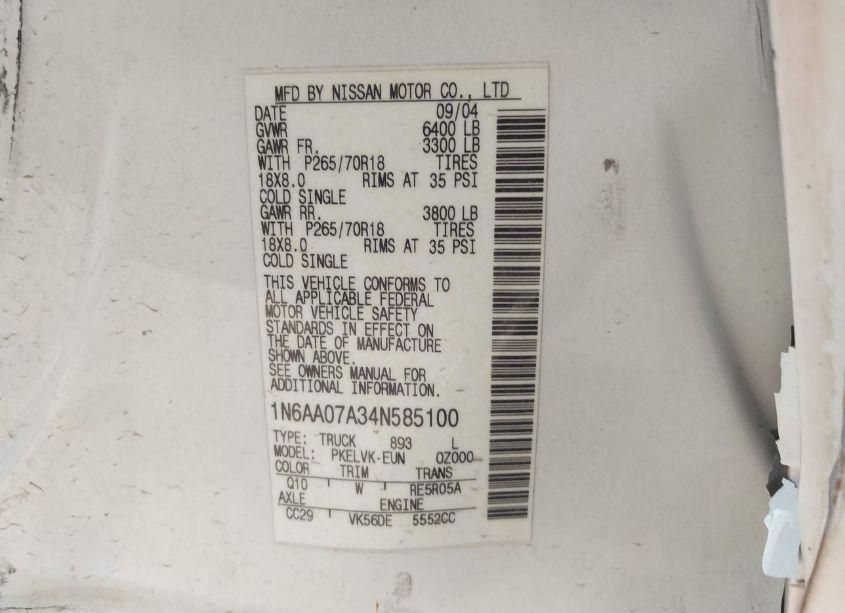 MFD BY NISSAN MOTOR CO., LTD
DATE 09/04
GVWR 6400 LB
GAWR FR. 3300 LB
WITH P265/70R18 TIRES
18X8.0 RIMS AT 35 PSI
COLD SINGLE
GAWR RR. 3800 LB
WITH P265/70R18 TIRES
18X8.0 RIMS AT 35 PSI
COLD SINGLE
THIS VEHICLE CONFORMS TO
ALL APPLICABLE FEDERAL
MOTOR VEHICLE SAFETY
STANDARDS IN EFFECT ON
THE DATE OF MANUFACTURE
SHOWN ABOVE.
SEE OWNERS MANUAL FOR
ADDITIONAL INFORMATION.
1N6AA07A34N585100
TYPE: TRUCK 893 L
MODEL: PKELVK-EUN 0Z000
COLOR TRIM TRANS
Q10 W RE5R05A
AXLE ENGINE
CC29 VK56DE 5552CC